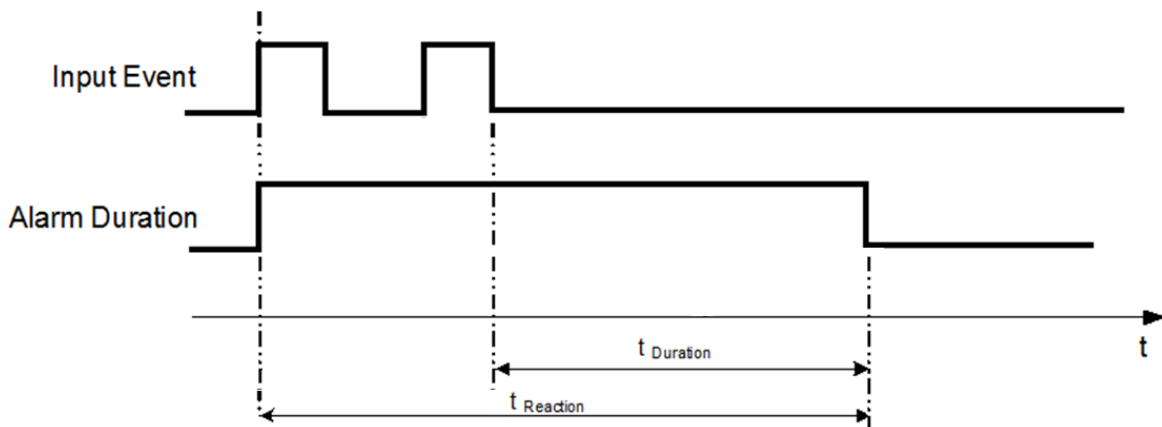 Input Event
Alarm Duration
t
t Duration
t Reaction